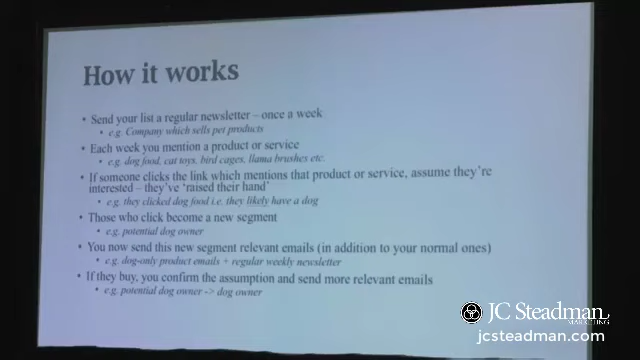 How it works
• Send your list a regular newsletter – once a week
• e.g. Company which sells pet products
• Each week you mention a product or service
• e.g. dog food, cat toys, bird cages, llama brushes etc.
• If someone clicks the link which mentions that product or service, assume they're
interested – they've 'raised their hand'
• e.g. they clicked dog food i.e. they likely have a dog
• Those who click become a new segment
• e.g. potential dog owner
• You now send this new segment relevant emails (in addition to your normal ones)
• e.g. dog-only product emails + regular weekly newsletter
• If they buy, you confirm the assumption and send more relevant emails
• e.g. potential dog owner -> dog owner
JC Steadman
MARKETING
jcsteadman.com